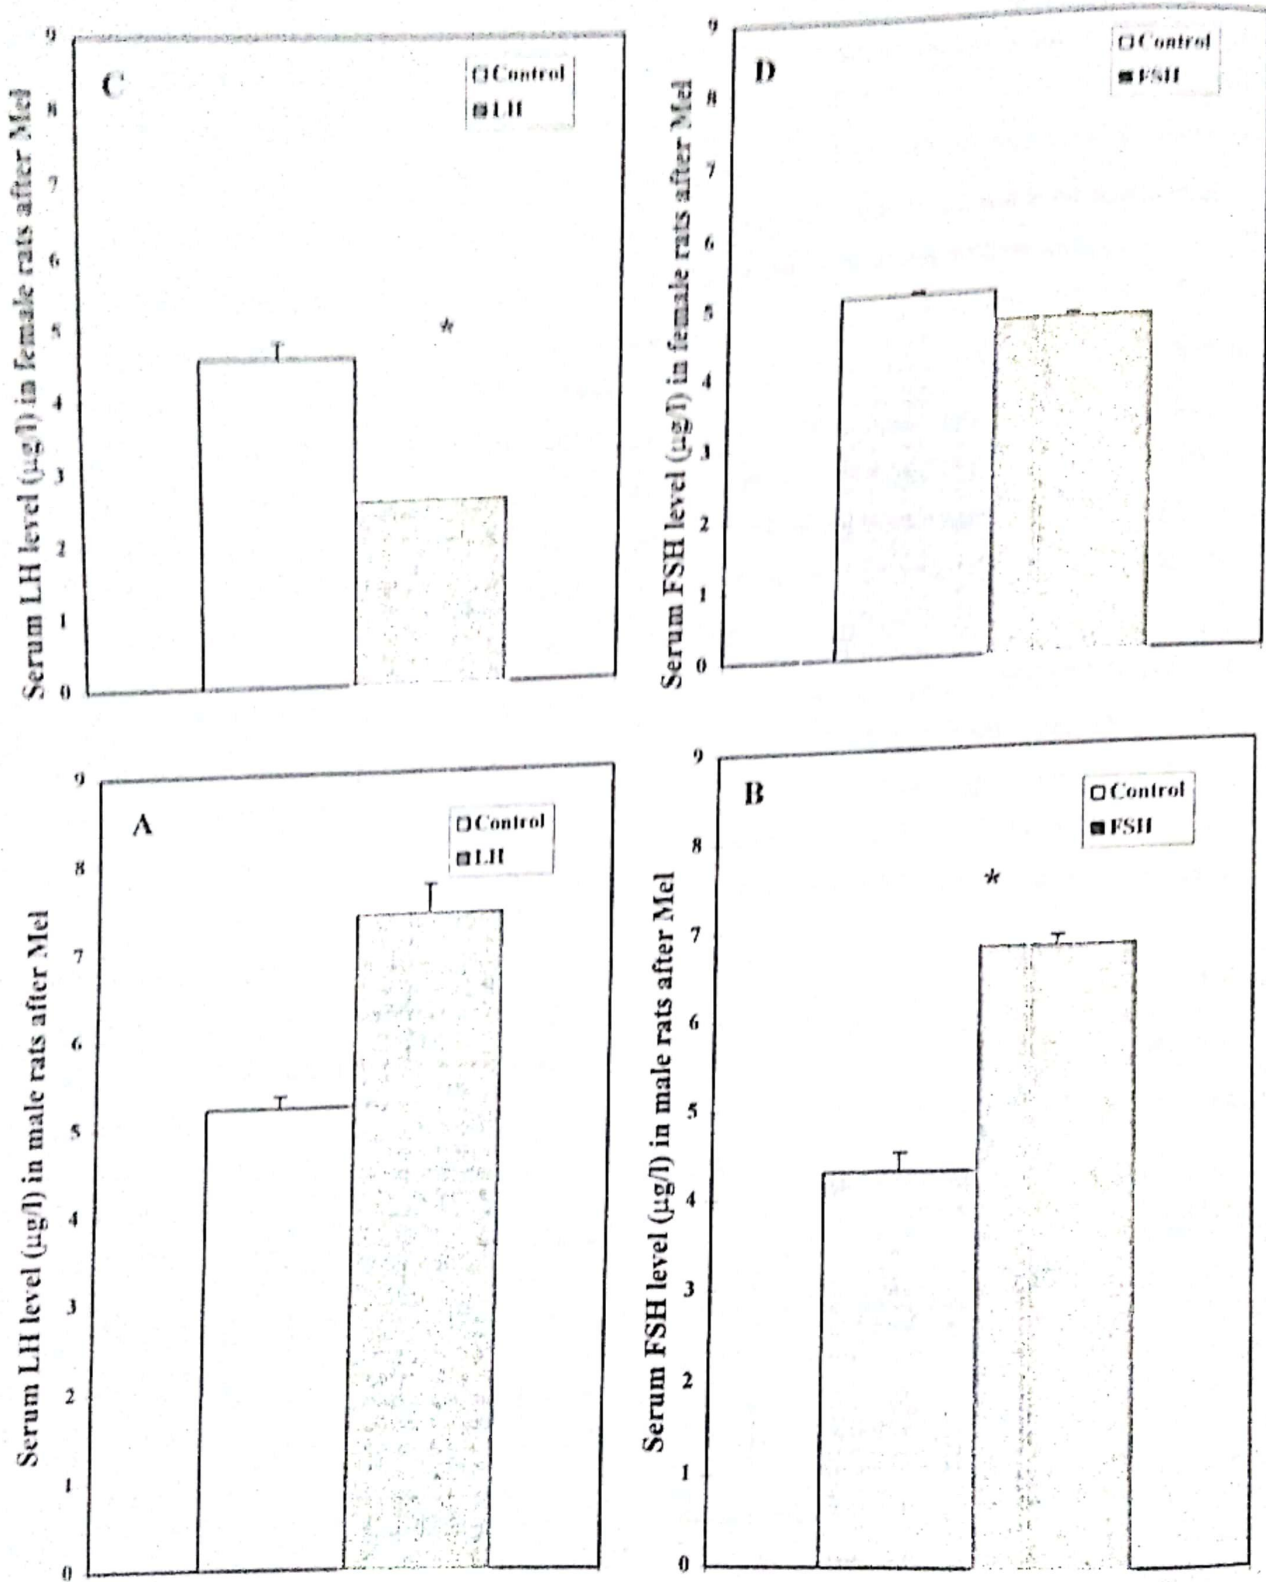 Serum LH level (µg/l) in female rats after Mel
9
8
7
6
5
4
3
2
1
0
C
Control
LH
*
Serum FSH level (µg/l) in female rats after Mel
9
8
7
6
5
4
3
2
1
0
D
Control
FSH
Serum LH level (µg/l) in male rats after Mel
9
8
7
6
5
4
3
2
1
0
A
Control
LH
Serum FSH level (µg/l) in male rats after Mel
9
8
7
6
5
4
3
2
1
0
B
Control
FSH
*